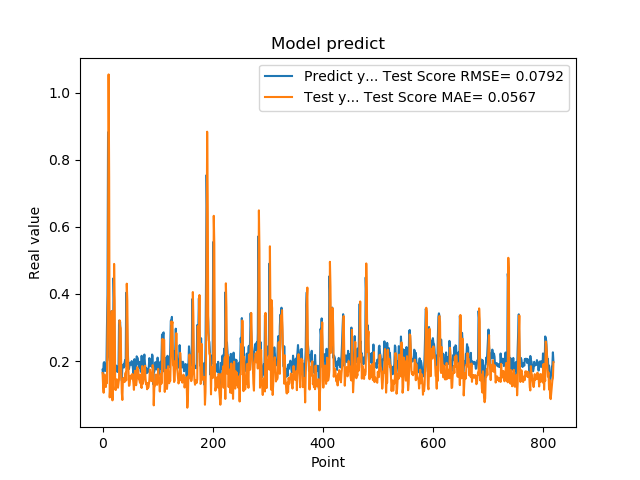 Model predict
Predict y... Test Score RMSE= 0.0792
Test y... Test Score MAE= 0.0567
Real value
1.0
0.8
0.6
0.4
0.2
0 200 400 600 800
Point